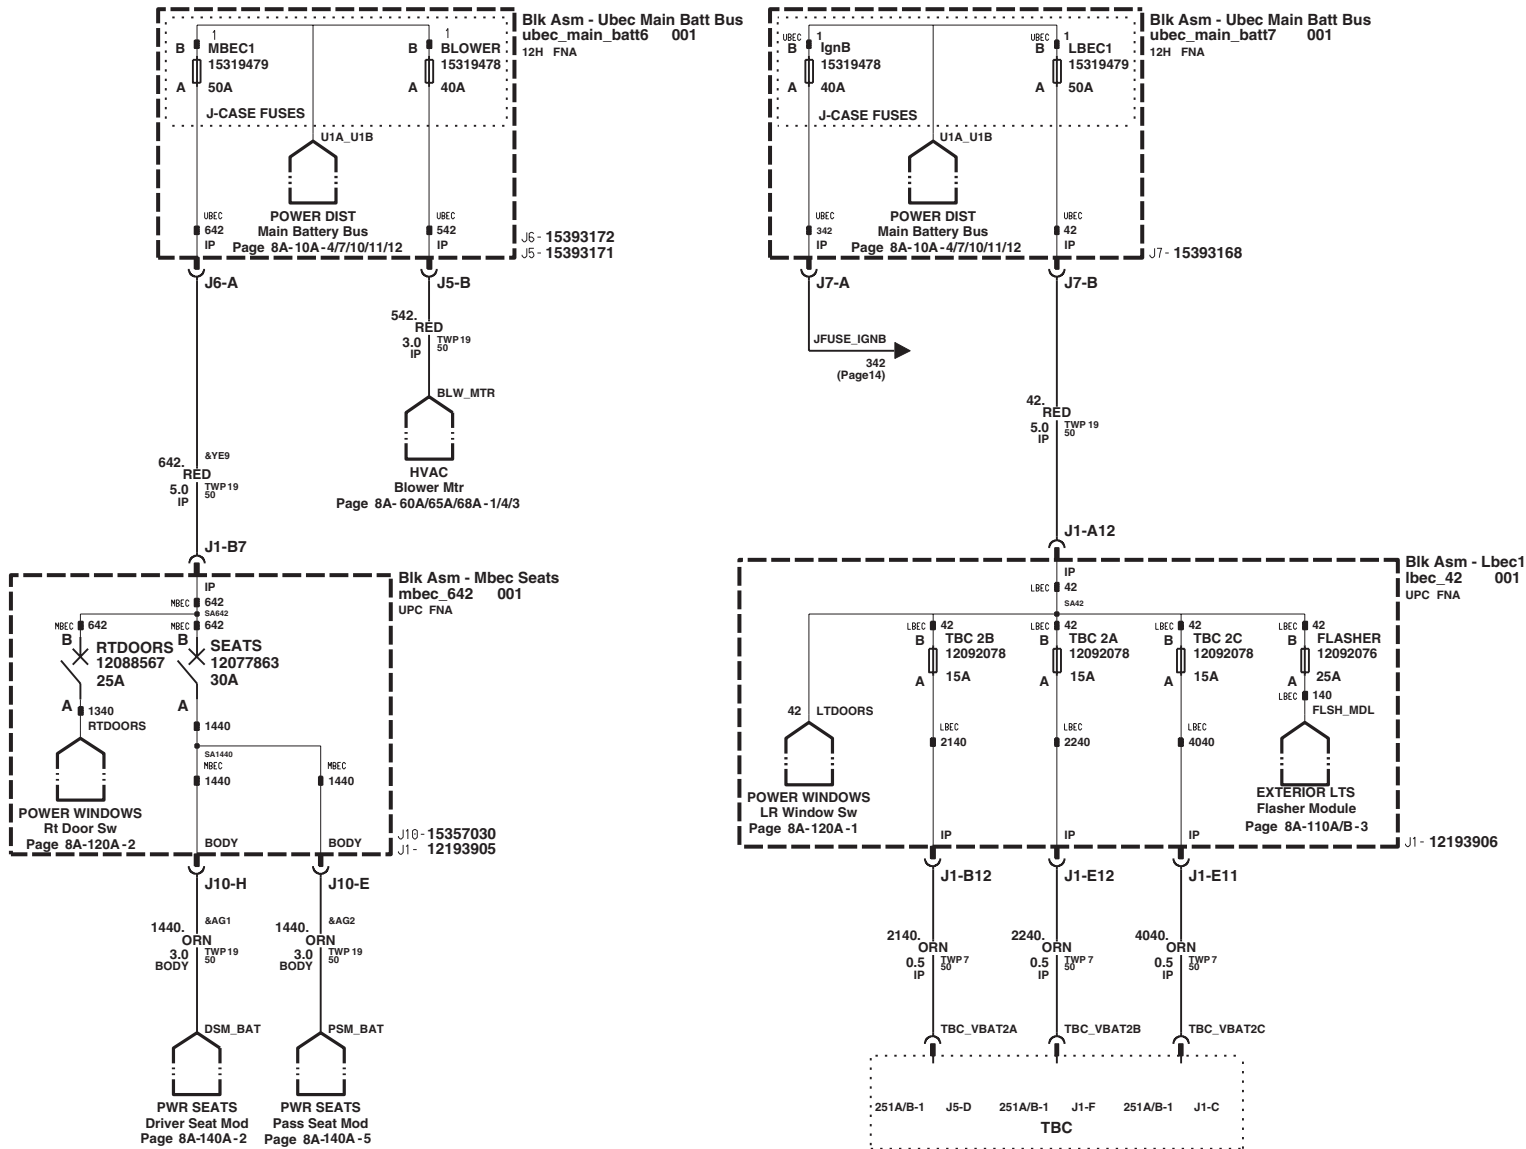 Blk Asm - Ubec Main Batt Bus
ubec_main_batt6 001
12H FNA
1
B MBEC1
15319479
A 50A
1
B BLOWER
15319478
A 40A
J-CASE FUSES
U1A_U1B
POWER DIST
Main Battery Bus
Page 8A-10A-4/7/10/11/12
UBEC
642
IP
UBEC
542
IP
J6- 15393172
J5- 15393171
J6-A
J5-B
542.
RED
3.0
IP
TWP 19
50
BLW_MTR
HVAC
Blower Mtr
Page 8A-60A/65A/68A-1/4/3
642.
&YE9
RED
5.0
IP
TWP 19
50
J1-B7
Blk Asm - Mbec Seats
mbec_642 001
UPC FNA
IP
MBEC 642
SA642
MBEC 642
MBEC 642
B RTDOORS
12088567
25A
A 1340
RTDOORS
B SEATS
12077863
30A
A
1440
SA1440
MBEC
1440
MBEC
1440
POWER WINDOWS
Rt Door Sw
Page 8A-120A-2
BODY
BODY
J10- 15357030
J1- 12193905
J10-H
J10-E
1440.
&AG1
ORN
3.0
BODY
TWP 19
50
1440.
&AG2
ORN
3.0
BODY
TWP 19
50
DSM_BAT
PSM_BAT
PWR SEATS
Driver Seat Mod
Page 8A-140A-2
PWR SEATS
Pass Seat Mod
Page 8A-140A-5
Blk Asm - Ubec Main Batt Bus
ubec_main_batt7 001
12H FNA
UBEC 1
B IgnB
15319478
A 40A
UBEC 1
B LBEC1
15319479
A 50A
J-CASE FUSES
U1A_U1B
POWER DIST
Main Battery Bus
Page 8A-10A-4/7/10/11/12
UBEC
342
IP
UBEC
42
IP
J7- 15393168
J7-A
J7-B
JFUSE_IGNB
342
(Page14)
42.
RED
5.0
IP
TWP 19
50
J1-A12
Blk Asm - Lbec1
lbec_42 001
UPC FNA
IP
LBEC 42
SA42
LBEC 42
B TBC 2B
12092078
A 15A
LBEC 42
B TBC 2A
12092078
A 15A
LBEC 42
B TBC 2C
12092078
A 15A
LBEC 42
B FLASHER
12092076
A 25A
LBEC 140
FLSH_MDL
42 LTDOORS
LBEC
2140
LBEC
2240
LBEC
4040
POWER WINDOWS
LR Window Sw
Page 8A-120A-1
EXTERIOR LTS
Flasher Module
Page 8A-110A/B-3
IP
IP
IP
J1- 12193906
J1-B12
J1-E12
J1-E11
2140.
ORN
0.5
IP
TWP 7
50
2240.
ORN
0.5
IP
TWP 7
50
4040.
ORN
0.5
IP
TWP 7
50
TBC_VBAT2A
TBC_VBAT2B
TBC_VBAT2C
251A/B-1 J5-D 251A/B-1 J1-F 251A/B-1 J1-C
TBC